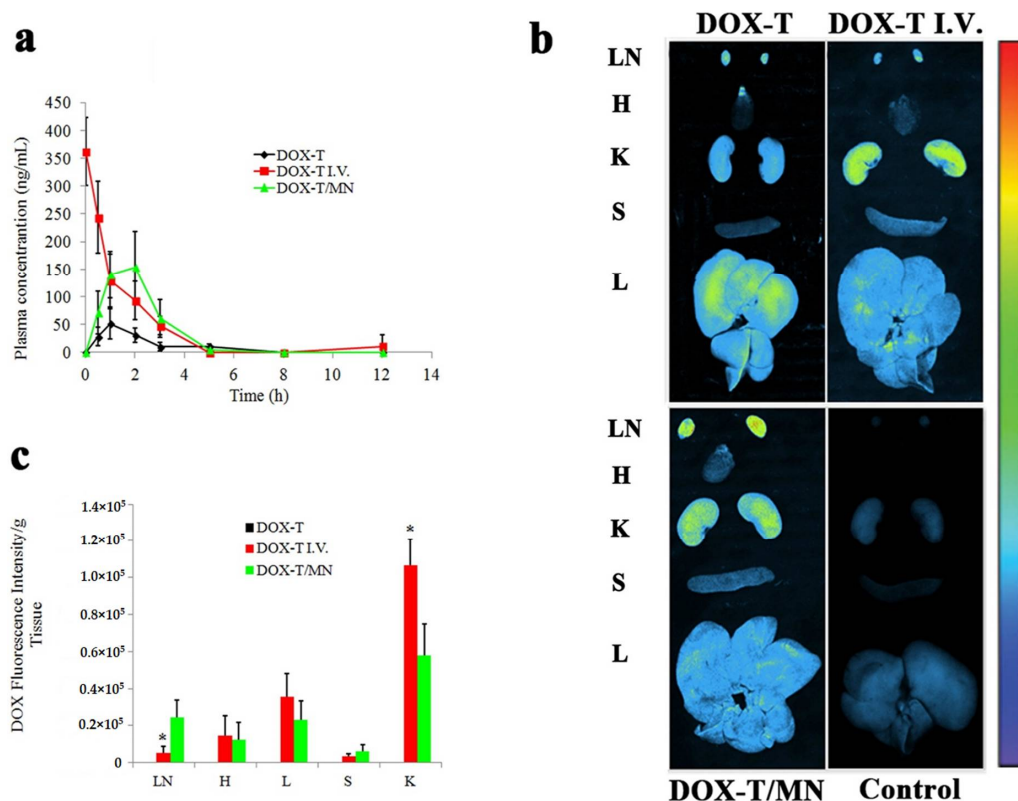 a
Plasma concentrantion (ng/mL)
450
400
350
300
250
200
150
100
50
0
0 2 4 6 8 10 12 14
Time (h)
DOX-T
DOX-T I.V.
DOX-T/MN
b
DOX-T DOX-T I.V.
LN
H
K
S
L
LN
H
K
S
L
DOX-T/MN Control
c
DOX Fluorescence Intensity/g
Tissue
1.4×10⁵
1.2×10⁵
1.0×10⁵
0.8×10⁵
0.6×10⁵
0.4×10⁵
0.2×10⁵
0
DOX-T
DOX-T I.V.
DOX-T/MN
*
*
LN H L S K